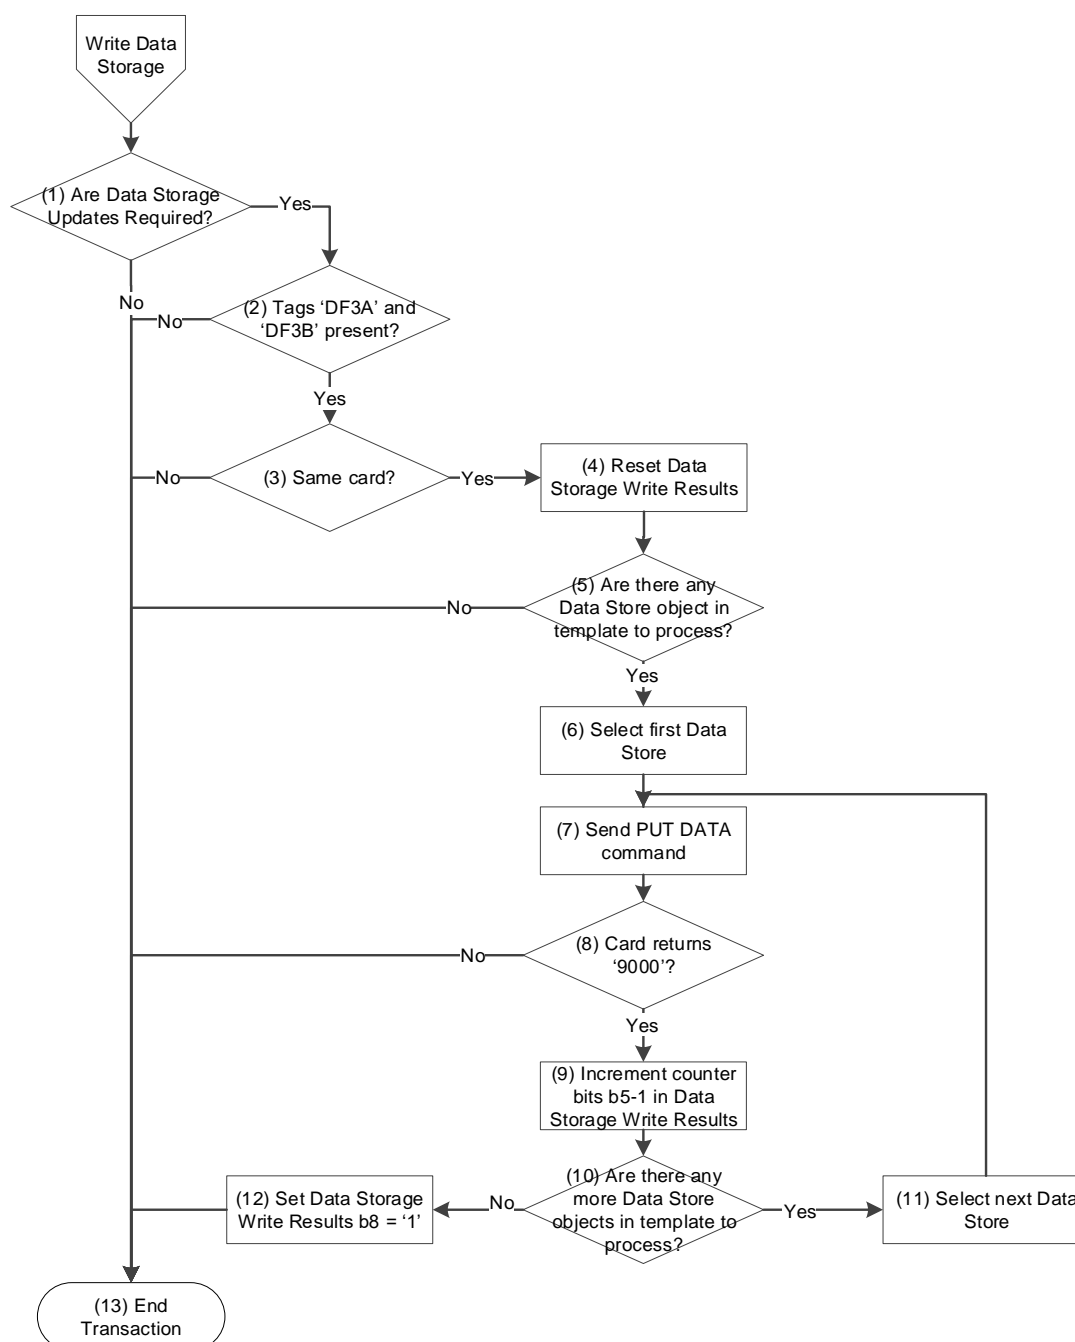 Write Data
Storage
(1) Are Data Storage
Updates Required?
Yes
No
(2) Tags ‘DF3A’ and
‘DF3B’ present?
No
Yes
(3) Same card?
No
Yes
(4) Reset Data
Storage Write Results
(5) Are there any
Data Store object in
template to process?
No
Yes
(6) Select first Data
Store
(7) Send PUT DATA
command
(8) Card returns
‘9000’?
No
Yes
(9) Increment counter
bits b5-1 in Data
Storage Write Results
(10) Are there any
more Data Store
objects in template to
process?
No
Yes
(11) Select next Data
Store
(12) Set Data Storage
Write Results b8 = ‘1’
(13) End
Transaction